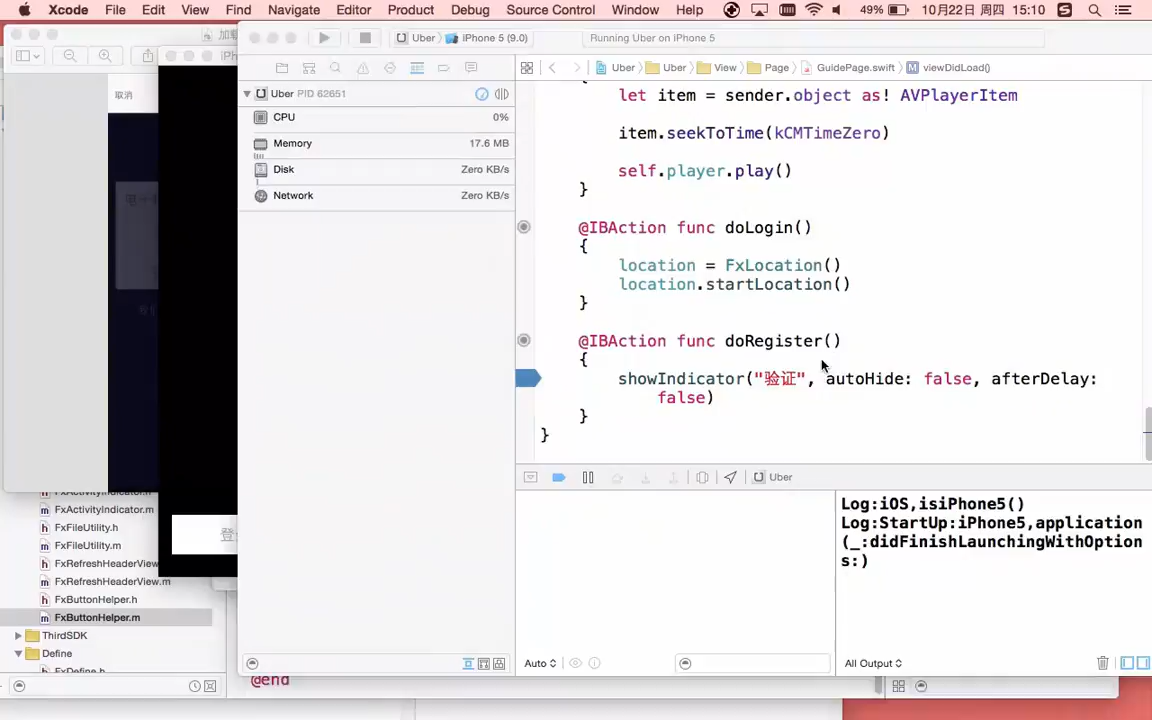 Xcode File Edit View Find Navigate Editor Product Debug Source Control Window Help 49% 10月22日 周四 15:10
Uber iPhone 5 (9.0) Running Uber on iPhone 5
Uber Uber View Page GuidePage.swift viewDidLoad()
取消
Uber PID 62651
CPU 0%
Memory 17.6 MB
Disk Zero KB/s
Network Zero KB/s
{
let item = sender.object as! AVPlayerItem
item.seekToTime(kCMTimeZero)
self.player.play()
}
@IBAction func doLogin()
{
location = FxLocation()
location.startLocation()
}
@IBAction func doRegister()
{
showIndicator("验证", autoHide: false, afterDelay:
false)
}
}
Uber
Log:iOS,isiPhone5()
Log:StartUp:iPhone5,application
(_:didFinishLaunchingWithOption
s:)
FxActivityIndicator.h
FxActivityIndicator.m
FxFileUtility.h
FxFileUtility.m
FxRefreshHeaderView
FxRefreshHeaderView.m
FxButtonHelper.h
FxButtonHelper.m
ThirdSDK
Define
FxDefine.h
登
Auto
All Output
@end